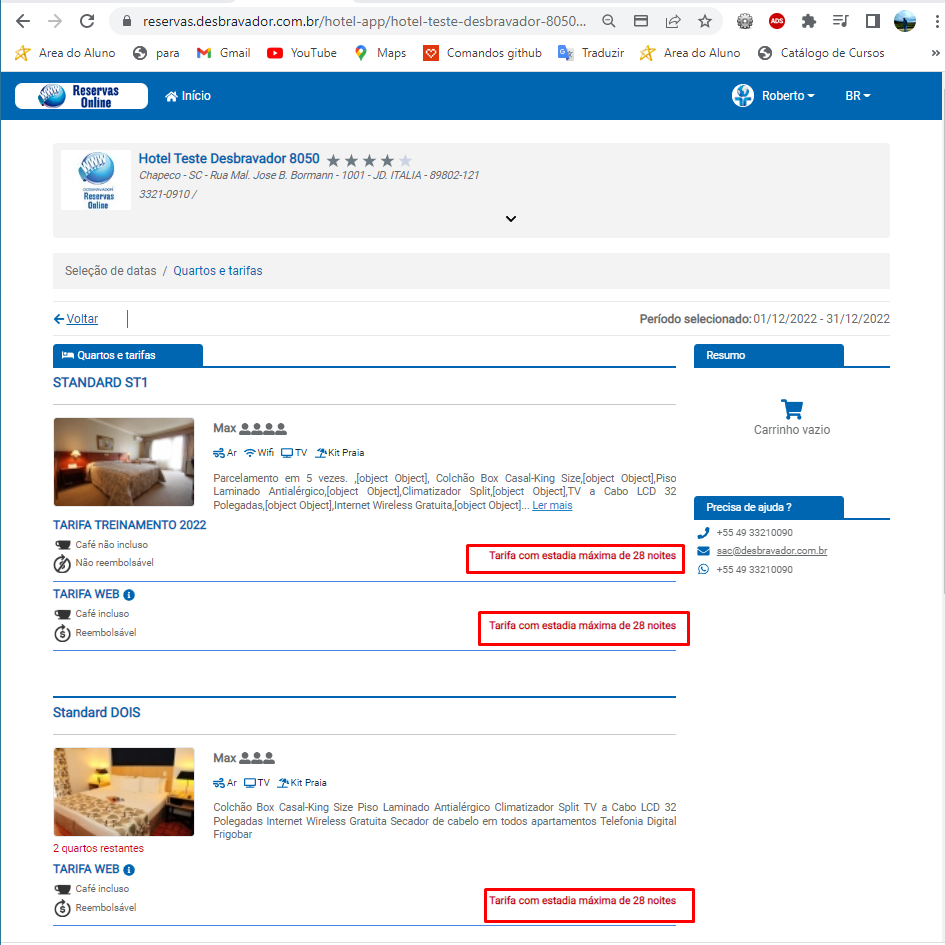 reservas.desbravador.com.br/hotel-app/hotel-teste-desbravador-8050...
ADS
Area do Aluno para Gmail YouTube Maps Comandos github Traduzir Area do Aluno Catálogo de Cursos »
Reservas Online Início Roberto BR
WWW
DESBRAVADOR
Reservas
Online
Hotel Teste Desbravador 8050
Chapeco - SC - Rua Mal. Jose B. Bormann - 1001 - JD. ITALIA - 89802-121
3321-0910 /
Seleção de datas / Quartos e tarifas
Voltar
Período selecionado: 01/12/2022 - 31/12/2022
Quartos e tarifas
STANDARD ST1
Max
Ar Wifi TV Kit Praia
Parcelamento em 5 vezes. ,[object Object], Colchão Box Casal-King Size,[object Object],Piso
Laminado Antialérgico,[object Object],Climatizador Split,[object Object],TV a Cabo LCD 32
Polegadas,[object Object],Internet Wireless Gratuita,[object Object]... Ler mais
TARIFA TREINAMENTO 2022
Café não incluso
Não reembolsável
Tarifa com estadia máxima de 28 noites
TARIFA WEB
Café incluso
Reembolsável
Tarifa com estadia máxima de 28 noites
Standard DOIS
Max
Ar TV Kit Praia
Colchão Box Casal-King Size Piso Laminado Antialérgico Climatizador Split TV a Cabo LCD 32
Polegadas Internet Wireless Gratuita Secador de cabelo em todos apartamentos Telefonia Digital
Frigobar
2 quartos restantes
TARIFA WEB
Café incluso
Reembolsável
Tarifa com estadia máxima de 28 noites
Resumo
Carrinho vazio
Precisa de ajuda ?
+55 49 33210090
sac@desbravador.com.br
+55 49 33210090